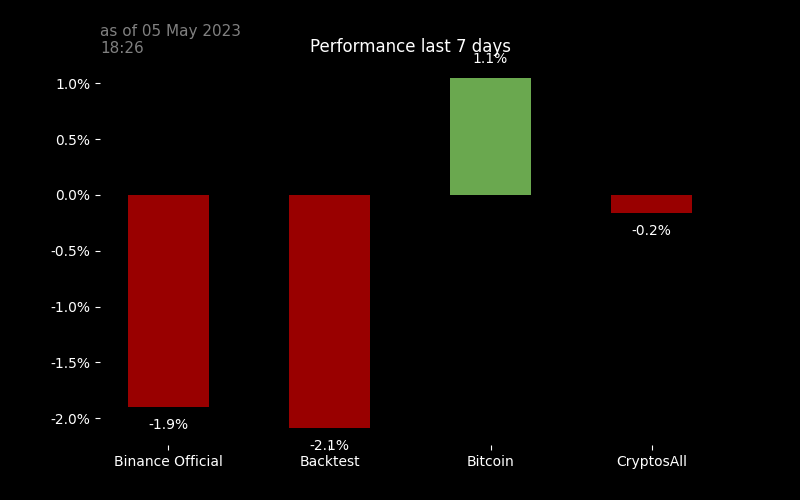 as of 05 May 2023
18:26
Performance last 7 days
1.1%
1.0%
0.5%
0.0%
-0.2%
-0.5%
-1.0%
-1.5%
-2.0%
-1.9%
-2.1%
Binance Official
Backtest
Bitcoin
CryptosAll